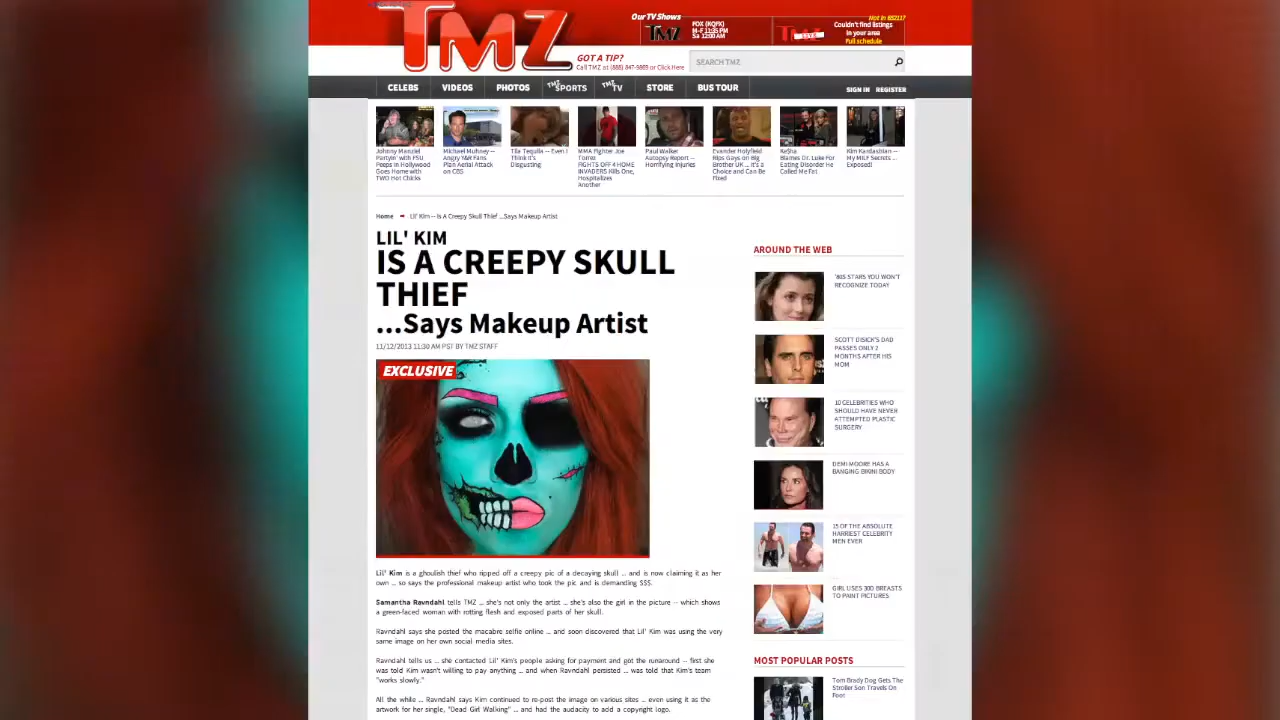 TMZ
Our TV Shows
TMZ
FOX (KQFK)
M-F 11:35 PM
Sa 12:00 AM
TMZ
LIVE
Not in 85211?
Couldn't find listings
in your area
Full schedule
GOT A TIP?
Call TMZ at (888) 847-9869 or Click Here
SEARCH TMZ
CELEBS
VIDEOS
PHOTOS
TMZ SPORTS
TMZ TV
STORE
BUS TOUR
SIGN IN
REGISTER
Johnny Manziel
Partyin' with FSU
Peeps in Hollywood
Goes Home with
TWO Hot Chicks
Michael Muhney --
Angry Y&R Fans
Plan Aerial Attack
on CBS
Tila Tequila -- Even I
Think It's
Disgusting
MMA Fighter Joe
Torrez
FIGHTS OFF 4 HOME
INVADERS Kills One,
Hospitalizes
Another
Paul Walker
Autopsy Report --
Horrifying Injuries
Evander Holyfield
Rips Gays on Big
Brother UK ... It's a
Choice and Can Be
Fixed
Ke$ha
Blames Dr. Luke For
Eating Disorder He
Called Me Fat
Kim Kardashian --
My MILF Secrets ...
Exposed!
Home
Lil' Kim -- Is A Creepy Skull Thief ...Says Makeup Artist
LIL' KIM
IS A CREEPY SKULL
THIEF
...Says Makeup Artist
11/12/2013 11:30 AM PST BY TMZ STAFF
EXCLUSIVE
Lil' Kim is a ghoulish thief who ripped off a creepy pic of a decaying skull ... and is now claiming it as her
own ... so says the professional makeup artist who took the pic and is demanding $$$.
Samantha Ravndahl tells TMZ ... she's not only the artist ... she's also the girl in the picture -- which shows
a green-faced woman with rotting flesh and exposed parts of her skull.
Ravndahl says she posted the macabre selfie online ... and soon discovered that Lil' Kim was using the very
same image on her own social media sites.
Ravndahl tells us ... she contacted Lil' Kim's people asking for payment and got the runaround -- first she
was told Kim wasn't willing to pay anything ... and when Ravndahl persisted ... was told that Kim's team
"works slowly."
All the while ... Ravndahl says Kim continued to re-post the image on various sites ... even using it as the
artwork for her single, "Dead Girl Walking" ... and had the audacity to add a copyright logo.
AROUND THE WEB
'80S STARS YOU WON'T
RECOGNIZE TODAY
SCOTT DISICK'S DAD
PASSES ONLY 2
MONTHS AFTER HIS
MOM
10 CELEBRITIES WHO
SHOULD HAVE NEVER
ATTEMPTED PLASTIC
SURGERY
DEMI MOORE HAS A
BANGING BIKINI BODY
15 OF THE ABSOLUTE
HAIRIEST CELEBRITY
MEN EVER
GIRL USES 30D BREASTS
TO PAINT PICTURES
MOST POPULAR POSTS
Tom Brady Dog Gets The
Stroller Son Travels On
Foot